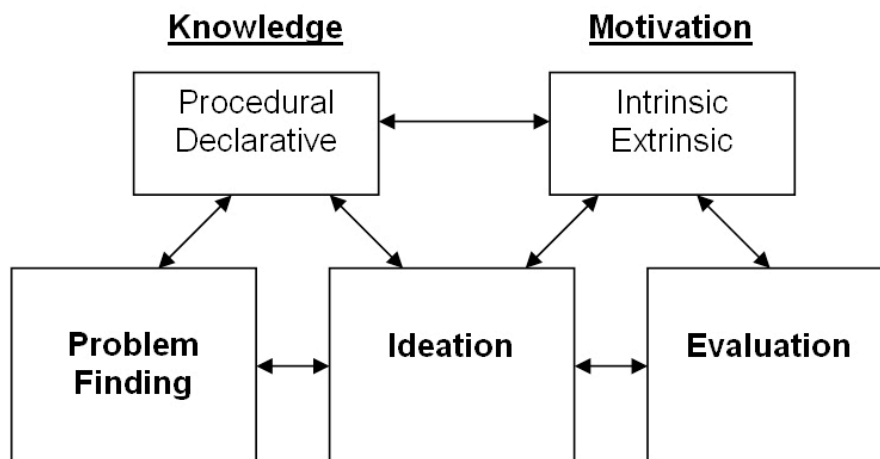 Knowledge
Motivation
Procedural
Declarative
Intrinsic
Extrinsic
Problem
Finding
Ideation
Evaluation